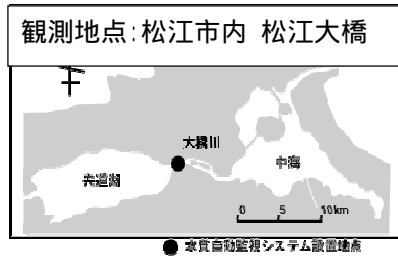 観測地点:松江市内 松江大橋
大橋川
宍道湖
中海
0 5 10km
● 水質自動監視システム設置地点